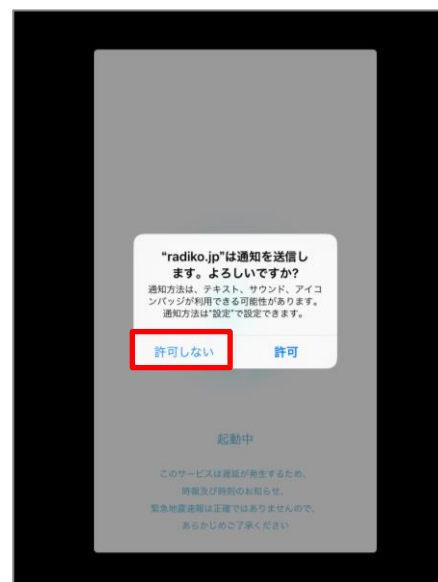 “radiko.jp”は通知を送信し
ます。よろしいですか?
通知方法は、テキスト、サウンド、アイコ
ンバッジが利用できる可能性があります。
通知方法は“設定”で設定できます。
許可しない 許可
起動中
このサービスは遅延が発生するため、
時報及び時刻のお知らせ、
緊急地震速報は正確ではありませんので、
あらかじめご了承ください